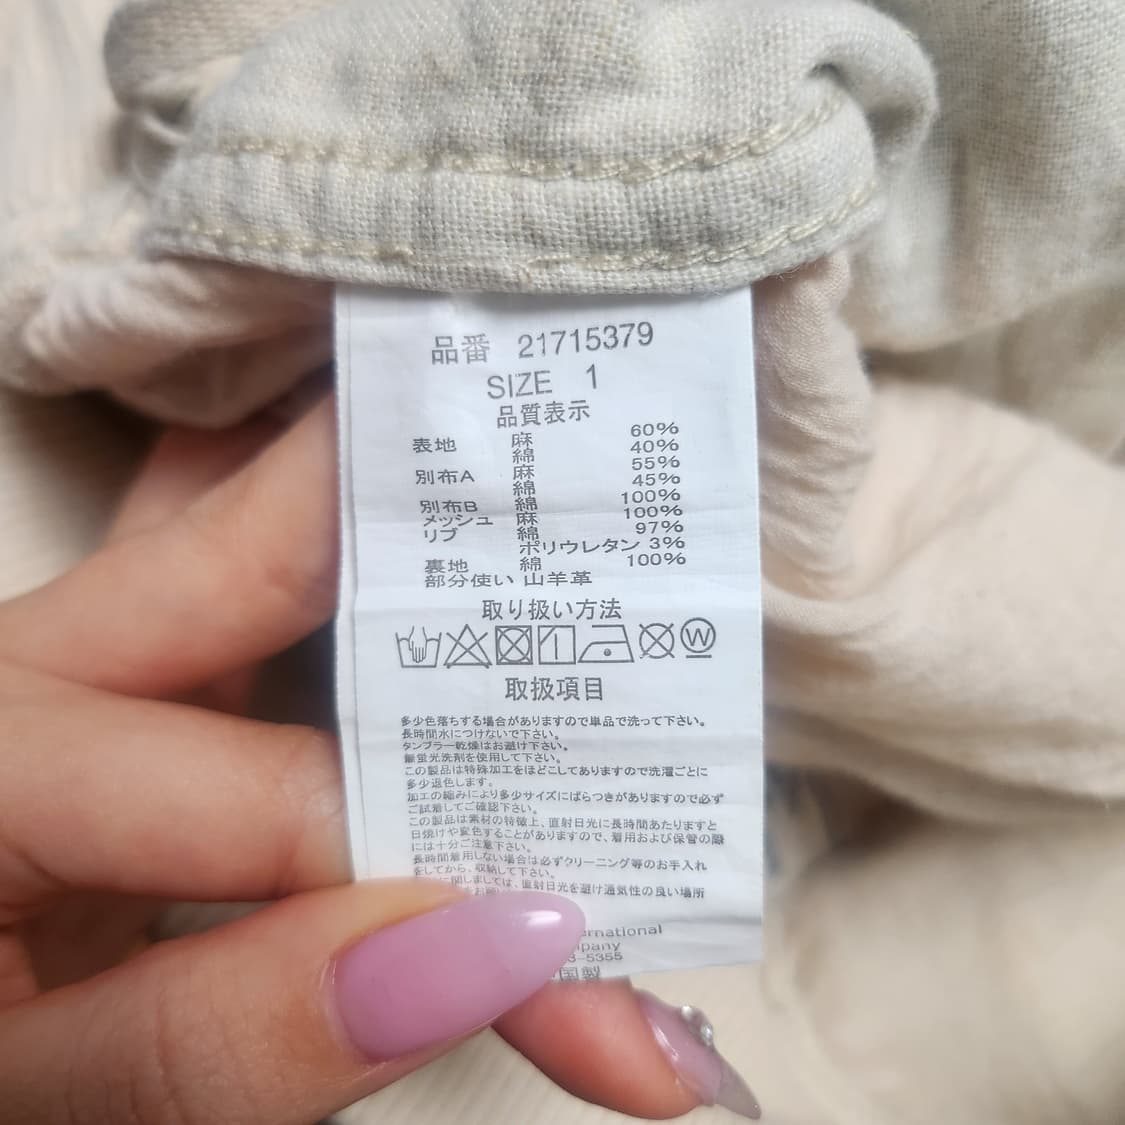 品番 21715379
SIZE 1
品質表示
表地 麻 60%
綿 40%
別布A 麻 55%
綿 45%
別布B 綿 100%
メッシュ 麻 100%
リブ 綿 97%
ポリウレタン 3%
裏地 綿 100%
部分使い 山羊革
取り扱い方法
W
取扱項目
多少色落ちする場合がありますので単品で洗って下さい。
長時間水につけないで下さい。
タンブラー乾燥はお避け下さい。
無蛍光洗剤を使用して下さい。
この製品は特殊加工をほどこしてありますので洗濯ごとに
多少退色します。
加工の縮みにより多少サイズにばらつきがありますので必ず
ご試着してご確認下さい。
この製品は素材の特徴上、直射日光に長時間あたりますと
日焼けや変色することがありますので、着用および保管の際
には十分ご注意下さい。
長時間着用しない場合は必ずクリーニング等のお手入れ
をしてから、収納して下さい。
に関しましては、直射日光を避け通気性の良い場所
ernational
pany
3-5355
国製